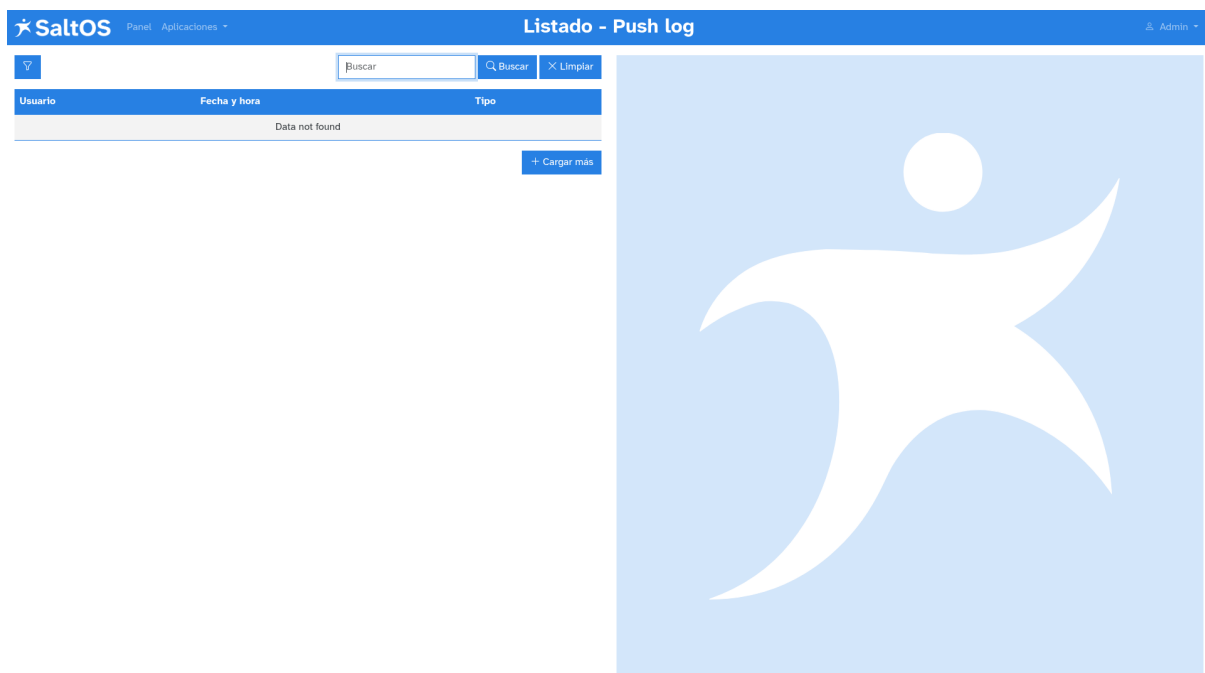 SaltOS Panel Aplicaciones Listado - Push log Admin
Buscar Buscar Limpiar
Usuario Fecha y hora Tipo
Data not found
+ Cargar más